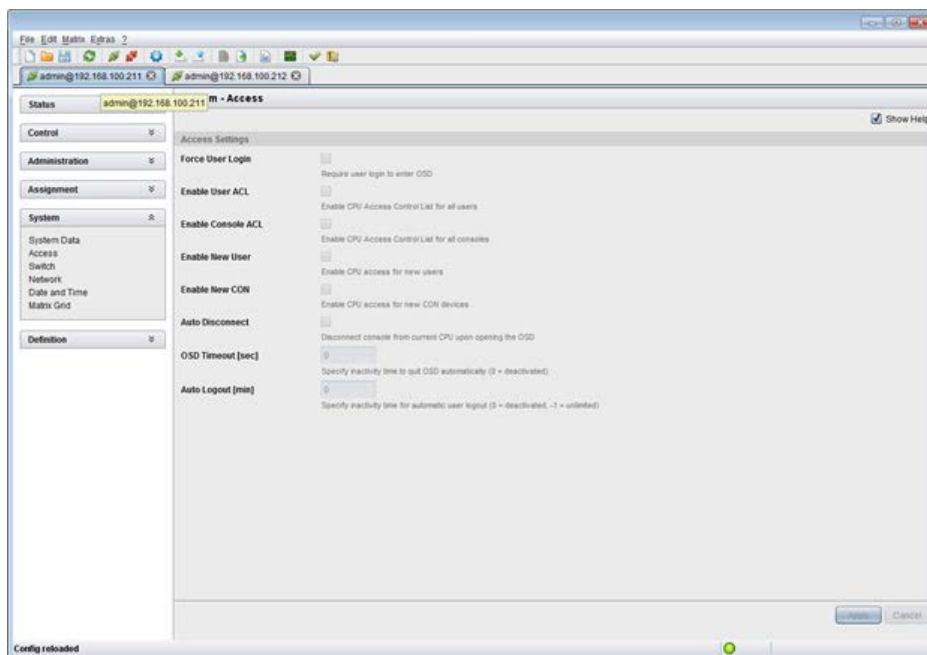 File Edit Matrix Extras ?
admin@192.168.100.211 admin@192.168.100.212
Status
admin@192.168.100.211
m - Access
Show Help
Control
Administration
Assignment
System
System Data
Access
Switch
Network
Date and Time
Matrix Grid
Definition
Access Settings
Force User Login
Require user login to enter OSD
Enable User ACL
Enable CPU Access Control List for all users
Enable Console ACL
Enable CPU Access Control List for all consoles
Enable New User
Enable CPU access for new users
Enable New CON
Enable CPU access for new CON devices
Auto Disconnect
Disconnect console from current CPU upon opening the OSD
OSD Timeout [sec]
0
Specify inactivity time to quit OSD automatically (0 = deactivated)
Auto Logout [min]
0
Specify inactivity time for automatic user logout (0 = deactivated, -1 = unlimited)
Apply Cancel
Config reloaded